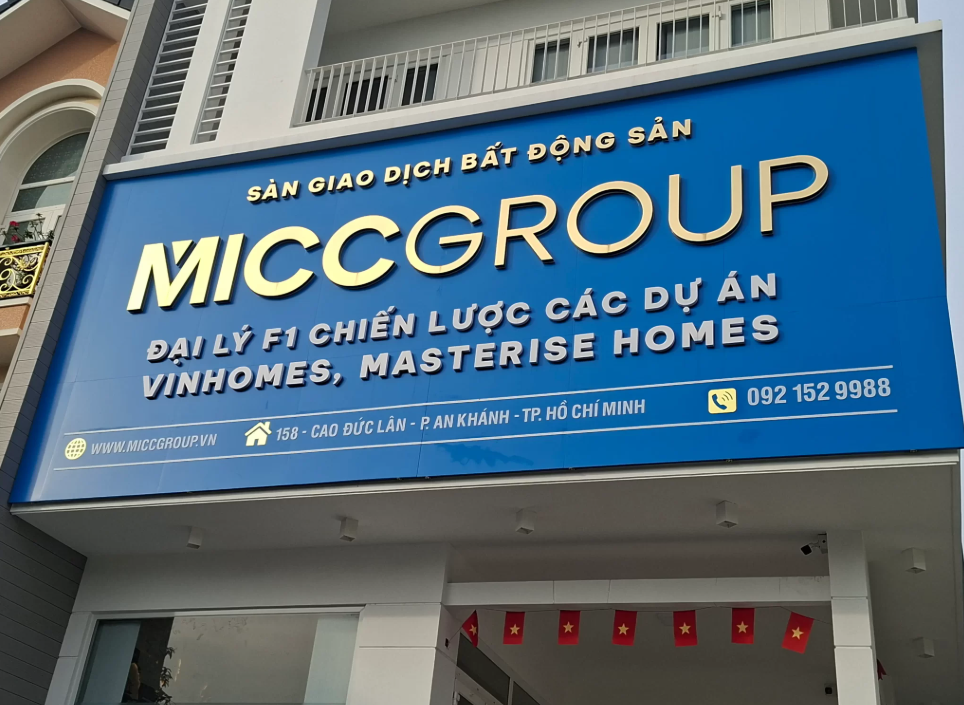 SÀN GIAO DỊCH BẤT ĐỘNG SẢN
MICCGROUP
ĐẠI LÝ F1 CHIẾN LƯỢC CÁC DỰ ÁN
VINHOMES, MASTERISE HOMES
WWW.MICCGROUP.VN 158 - CAO ĐỨC LÂN - P. AN KHÁNH - TP. HỒ CHÍ MINH 092 152 9988